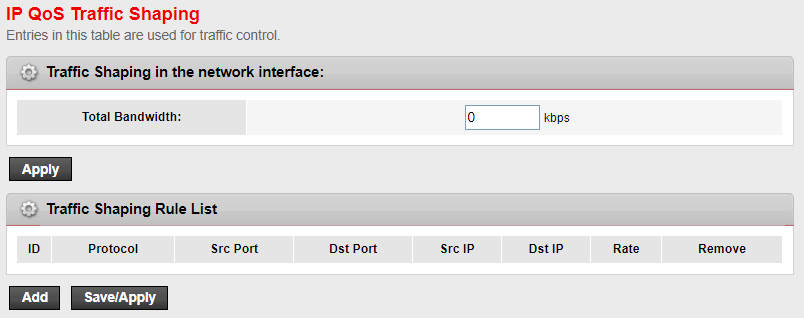 IP QoS Traffic Shaping
Entries in this table are used for traffic control.
Traffic Shaping in the network interface:
Total Bandwidth: 0 kbps
Apply
Traffic Shaping Rule List
ID Protocol Src Port Dst Port Src IP Dst IP Rate Remove
Add Save/Apply